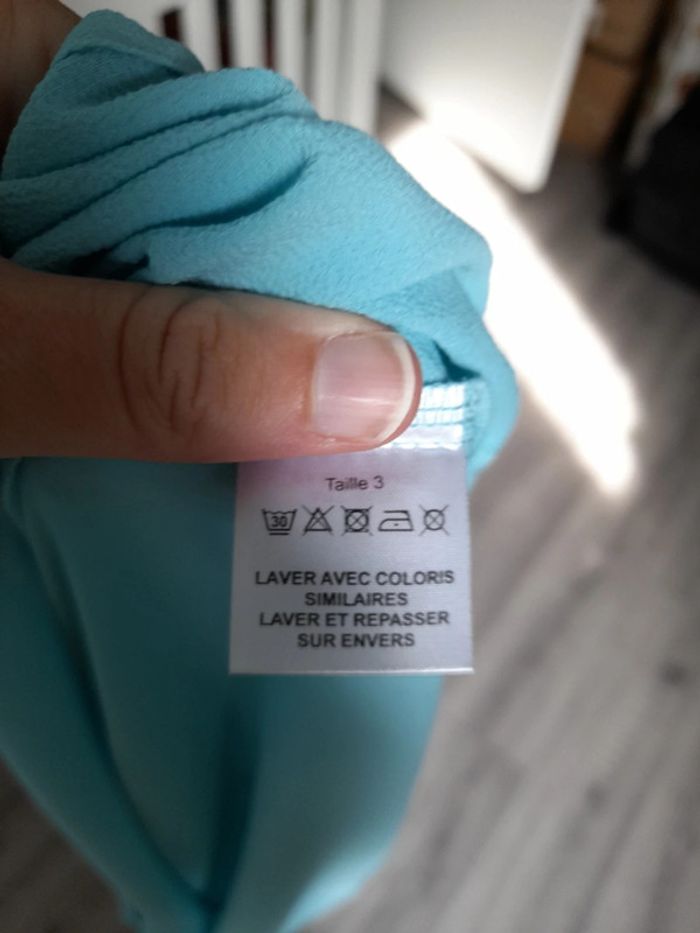 Taille 3
30
LAVER AVEC COLORIS
SIMILAIRES
LAVER ET REPASSER
SUR ENVERS